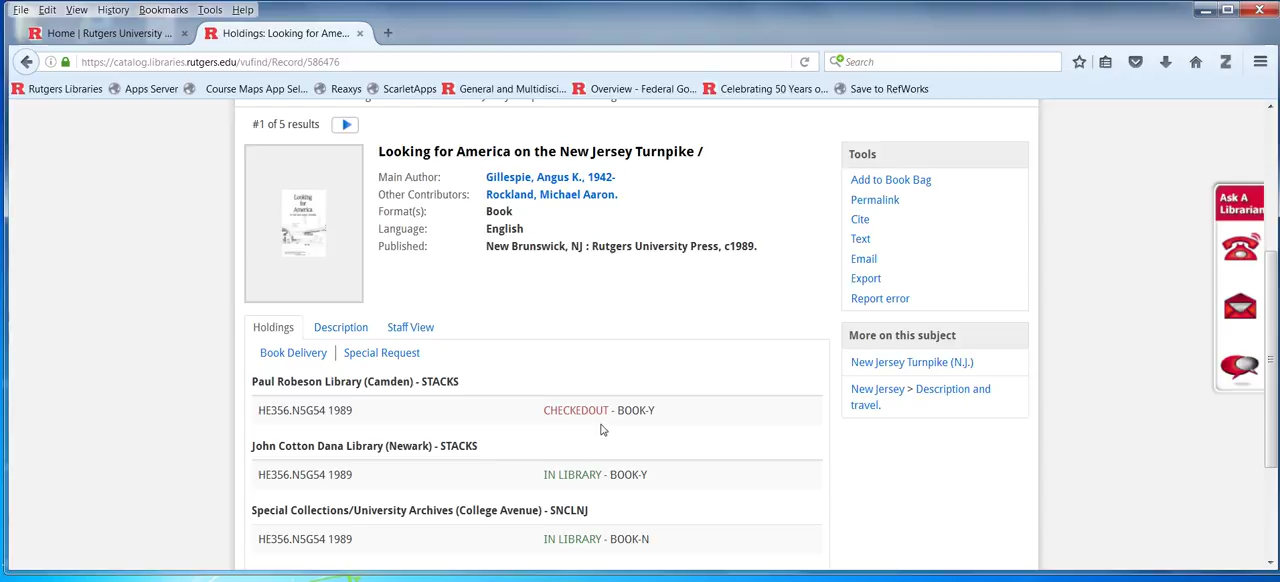 File Edit View History Bookmarks Tools Help
Home | Rutgers University ... × Holdings: Looking for Ame... × +
https://catalog.libraries.rutgers.edu/vufind/Record/586476 Search
Rutgers Libraries Apps Server Course Maps App Sel... Reaxys ScarletApps General and Multidisci... Overview - Federal Go... Celebrating 50 Years o... Save to RefWorks
#1 of 5 results
Looking for America on the New Jersey Turnpike /
Main Author: Gillespie, Angus K., 1942-
Other Contributors: Rockland, Michael Aaron.
Format(s): Book
Language: English
Published: New Brunswick, NJ : Rutgers University Press, c1989.
Looking
for
America
Tools
Add to Book Bag
Permalink
Cite
Text
Email
Export
Report error
More on this subject
New Jersey Turnpike (N.J.)
New Jersey > Description and
travel.
Ask A
Librarian
Holdings Description Staff View
Book Delivery | Special Request
Paul Robeson Library (Camden) - STACKS
HE356.N5G54 1989 CHECKEDOUT - BOOK-Y
John Cotton Dana Library (Newark) - STACKS
HE356.N5G54 1989 IN LIBRARY - BOOK-Y
Special Collections/University Archives (College Avenue) - SNCLNJ
HE356.N5G54 1989 IN LIBRARY - BOOK-N